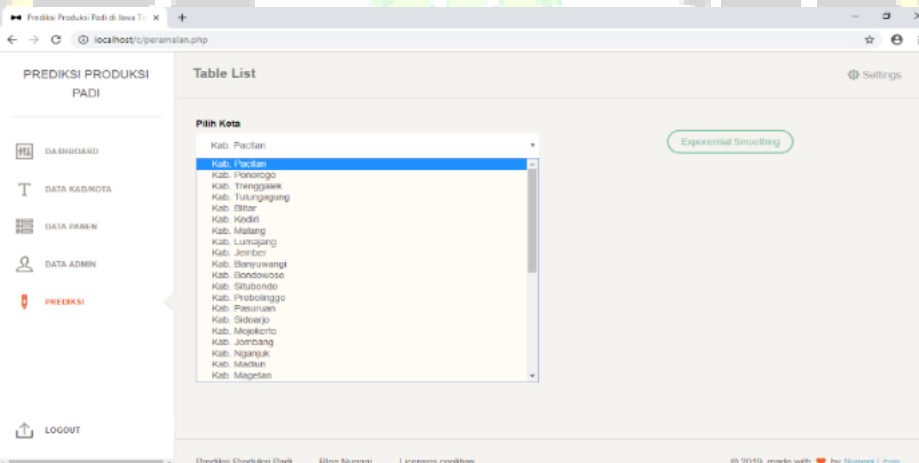 Prediksi Produksi Padi di Jawa Tim
localhost/c/peramalan.php
PREDIKSI PRODUKSI
PADI
DASHBOARD
DATA KAB/KOTA
DATA PANEN
DATA ADMIN
PREDIKSI
LOGOUT
Table List
Settings
Pilih Kota
Kab. Pacitan
Exponential Smoothing
Kab. Pacitan
Kab. Ponorogo
Kab. Trenggalek
Kab. Tulungagung
Kab. Blitar
Kab. Kediri
Kab. Malang
Kab. Lumajang
Kab. Jember
Kab. Banyuwangi
Kab. Bondowoso
Kab. Situbondo
Kab. Probolinggo
Kab. Pasuruan
Kab. Sidoarjo
Kab. Mojokerto
Kab. Jombang
Kab. Nganjuk
Kab. Madiun
Kab. Magetan
Prediksi Produksi Padi Blog Licenses
© 2019, made with by